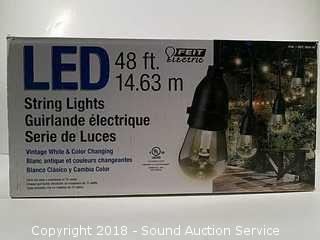 LED 48 ft.
14.63 m
FEIT
Electric
String Lights
Guirlande électrique
Serie de Luces
Vintage White & Color Changing
Blanc antique et couleurs changeantes
Blanco Clásico y Cambia Color
UL
Copyright 2018 - Sound Auction Service